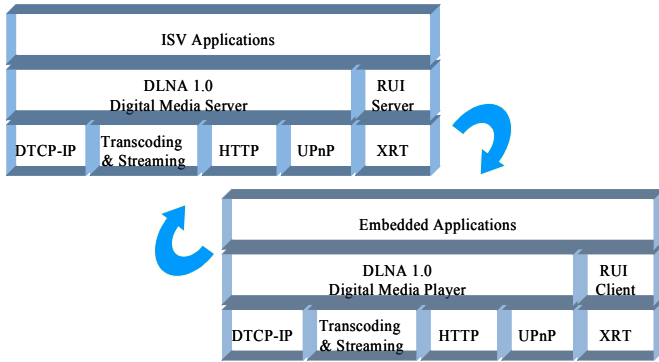 ISV Applications
DLNA 1.0
Digital Media Server
RUI
Server
DTCP-IP
Transcoding
& Streaming
HTTP
UPnP
XRT
Embedded Applications
DLNA 1.0
Digital Media Player
RUI
Client
DTCP-IP
Transcoding
& Streaming
HTTP
UPnP
XRT